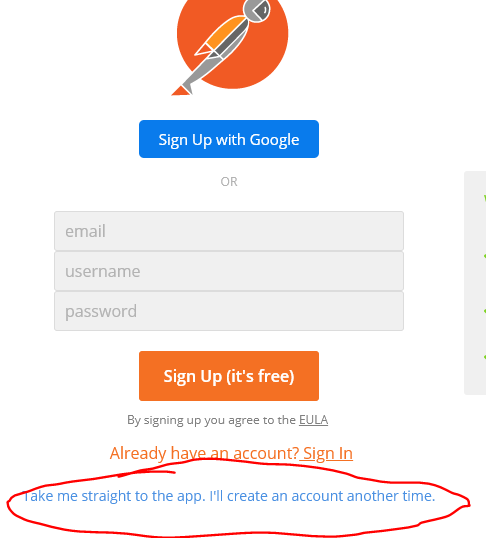 Sign Up with Google
OR
email
username
password
Sign Up (it's free)
By signing up you agree to the EULA
Already have an account? Sign In
Take me straight to the app. I'll create an account another time.